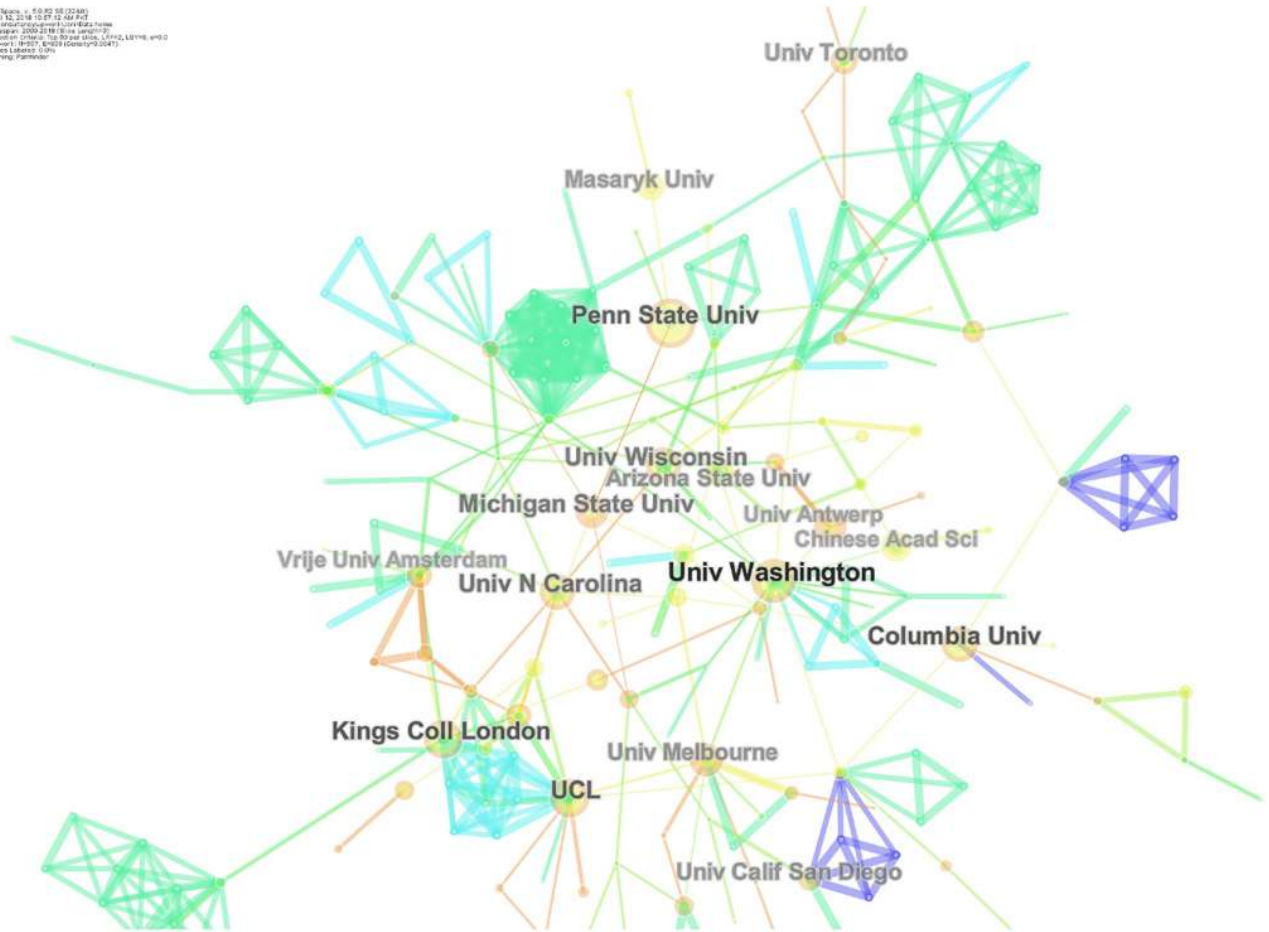 Univ Toronto
Masaryk Univ
Penn State Univ
Univ Wisconsin
Arizona State Univ
Michigan State Univ
Univ Antwerp
Chinese Acad Sci
Vrije Univ Amsterdam
Univ N Carolina
Univ Washington
Columbia Univ
Kings Coll London
Univ Melbourne
UCL
Univ Calif San Diego